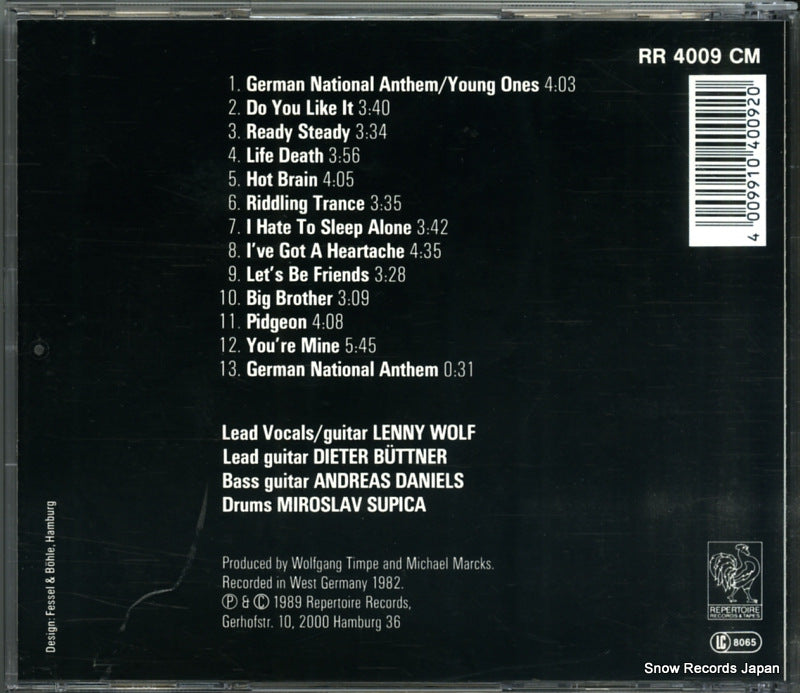 RR 4009 CM
1. German National Anthem/Young Ones 4:03
2. Do You Like It 3:40
3. Ready Steady 3:34
4. Life Death 3:56
5. Hot Brain 4:05
6. Riddling Trance 3:35
7. I Hate To Sleep Alone 3:42
8. I've Got A Heartache 4:35
9. Let's Be Friends 3:28
10. Big Brother 3:09
11. Pidgeon 4:08
12. You're Mine 5:45
13. German National Anthem 0:31
4 009910 400920
Lead Vocals/guitar LENNY WOLF
Lead guitar DIETER BÜTTNER
Bass guitar ANDREAS DANIELS
Drums MIROSLAV SUPICA
Produced by Wolfgang Timpe and Michael Marcks.
Recorded in West Germany 1982.
Ⓟ & © 1989 Repertoire Records,
Gerhofstr. 10, 2000 Hamburg 36
Design: Fessel & Böhle, Hamburg
REPERTOIRE
RECORDS & TAPES
LC 8065
Snow Records Japan